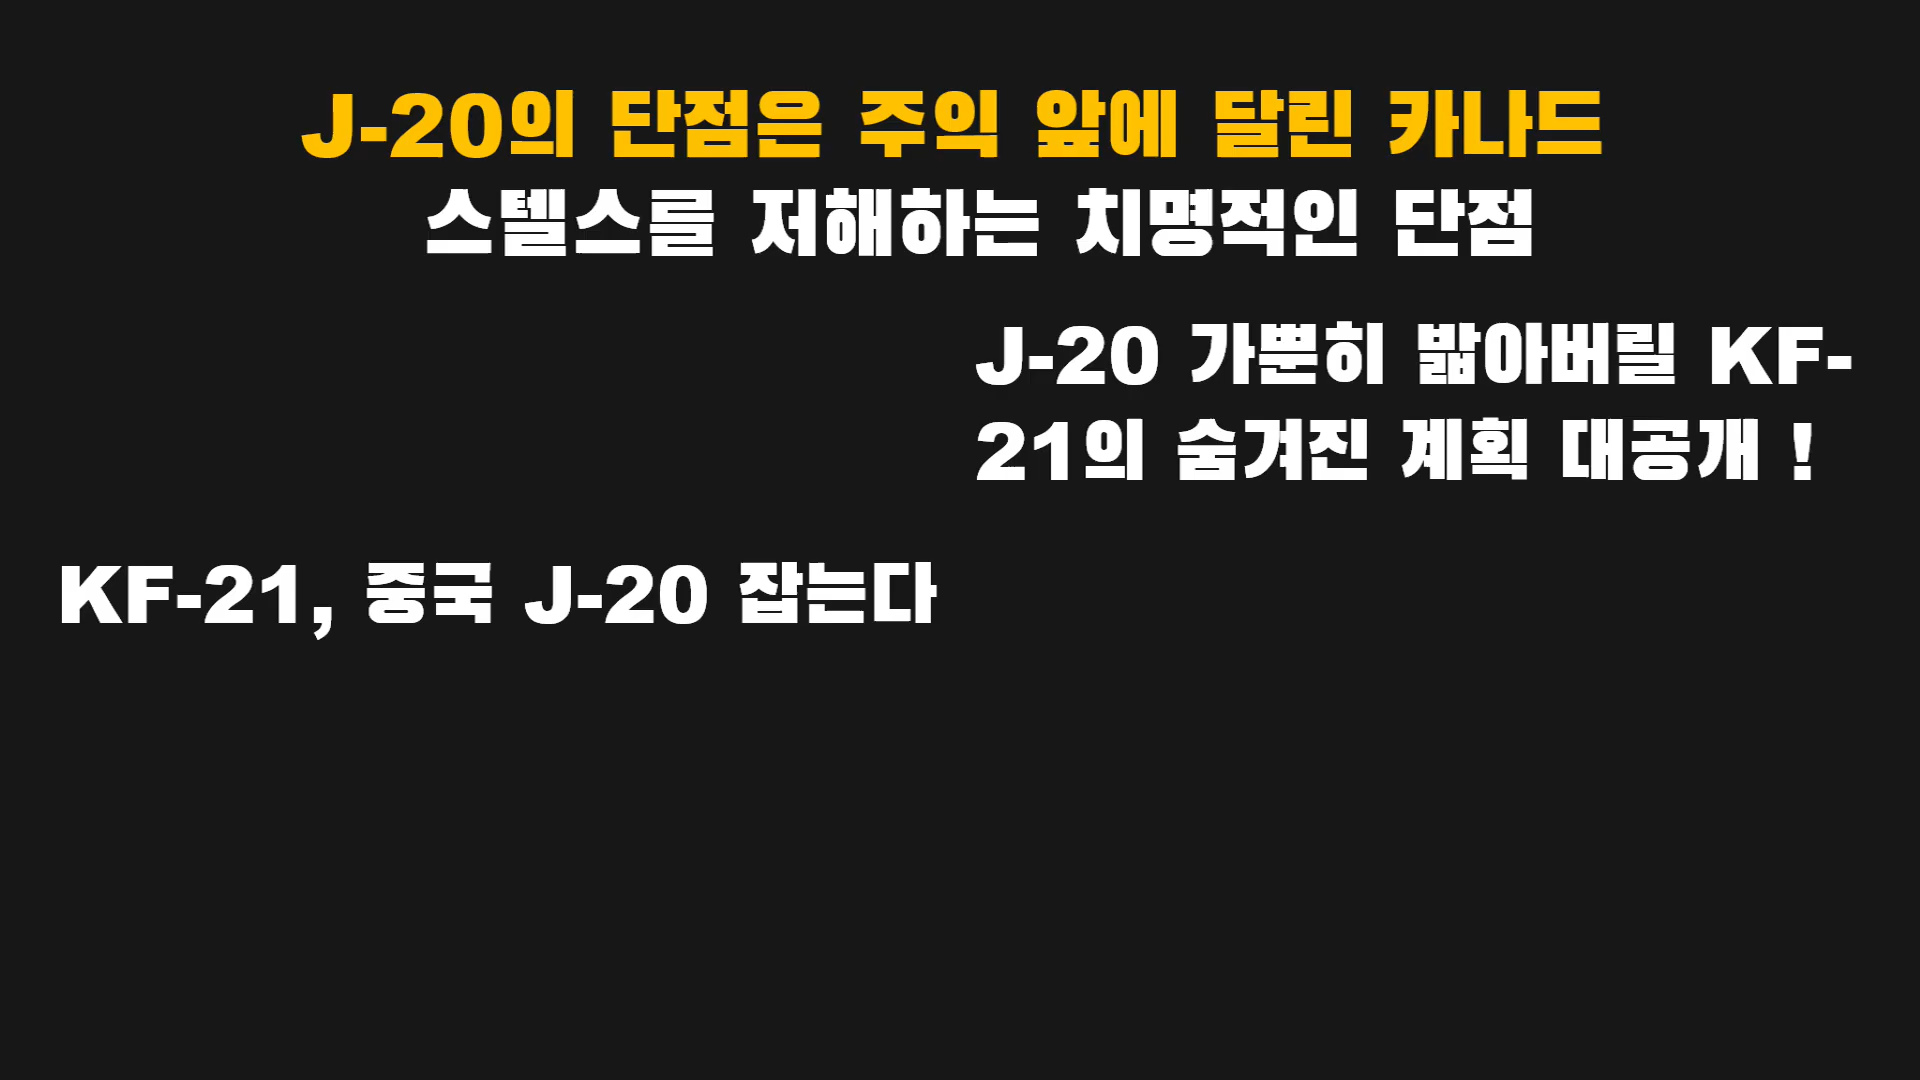 J-20의 단점은 주익 앞에 달린 카나드
스텔스를 저해하는 치명적인 단점
J-20 가뿐히 밟아버릴 KF-
21의 숨겨진 계획 대공개 !
KF-21, 중국 J-20 잡는다